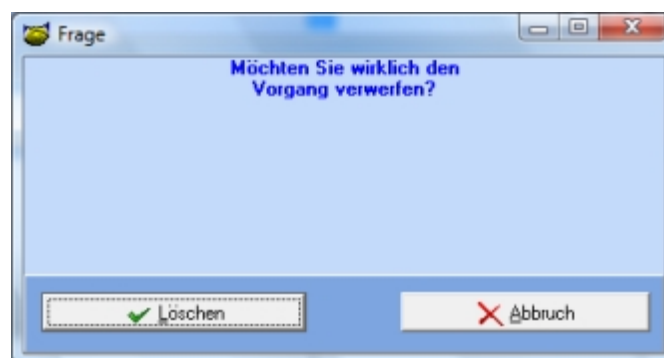 Frage
Möchten Sie wirklich den
Vorgang verwerfen?
Löschen
Abbruch